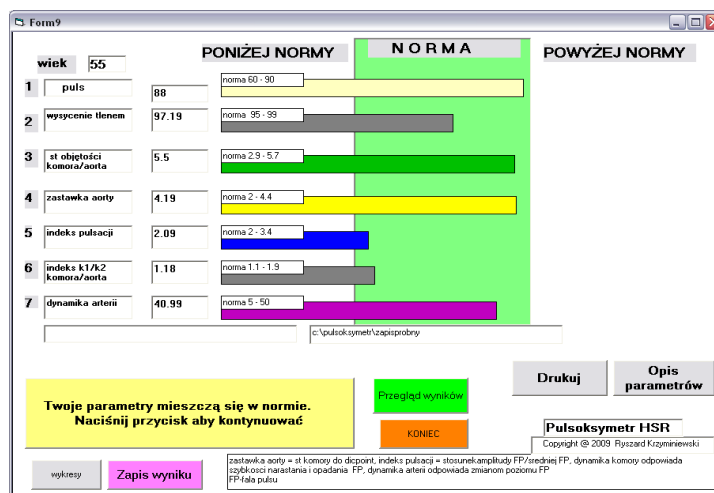 Form9
PONIŻEJ NORMY
N O R M A
POWYŻEJ NORMY
wiek 55
1 puls 88 norma 60 - 90
2 wysycenie tlenem 97.19 norma 95 - 99
3 st objętości komora/aorta 5.5 norma 2.9 - 5.7
4 zastawka aorty 4.19 norma 2 - 4.4
5 indeks pulsacji 2.09 norma 2 - 3.4
6 indeks k1/k2 komora/aorta 1.18 norma 1.1 - 1.9
7 dynamika arterii 40.99 norma 5 - 50
c:\pulsoksymetr\zapisprobny
Drukuj
Opis
parametrów
Twoje parametry mieszczą się w normie.
Naciśnij przycisk aby kontynuować
Przegląd wyników
KONIEC
Pulsoksymetr HSR
Copyright @ 2009 Ryszard Krzyminiewski
wykresy
Zapis wyniku
zastawka aorty = st komory do dicpoint, indeks pulsacji = stosunekamplitudy FP/sredniej FP, dynamika komory odpowiada
szybkosci narastania i opadania FP, dynamika arterii odpowiada zmianom poziomu FP
FP-fala pulsu